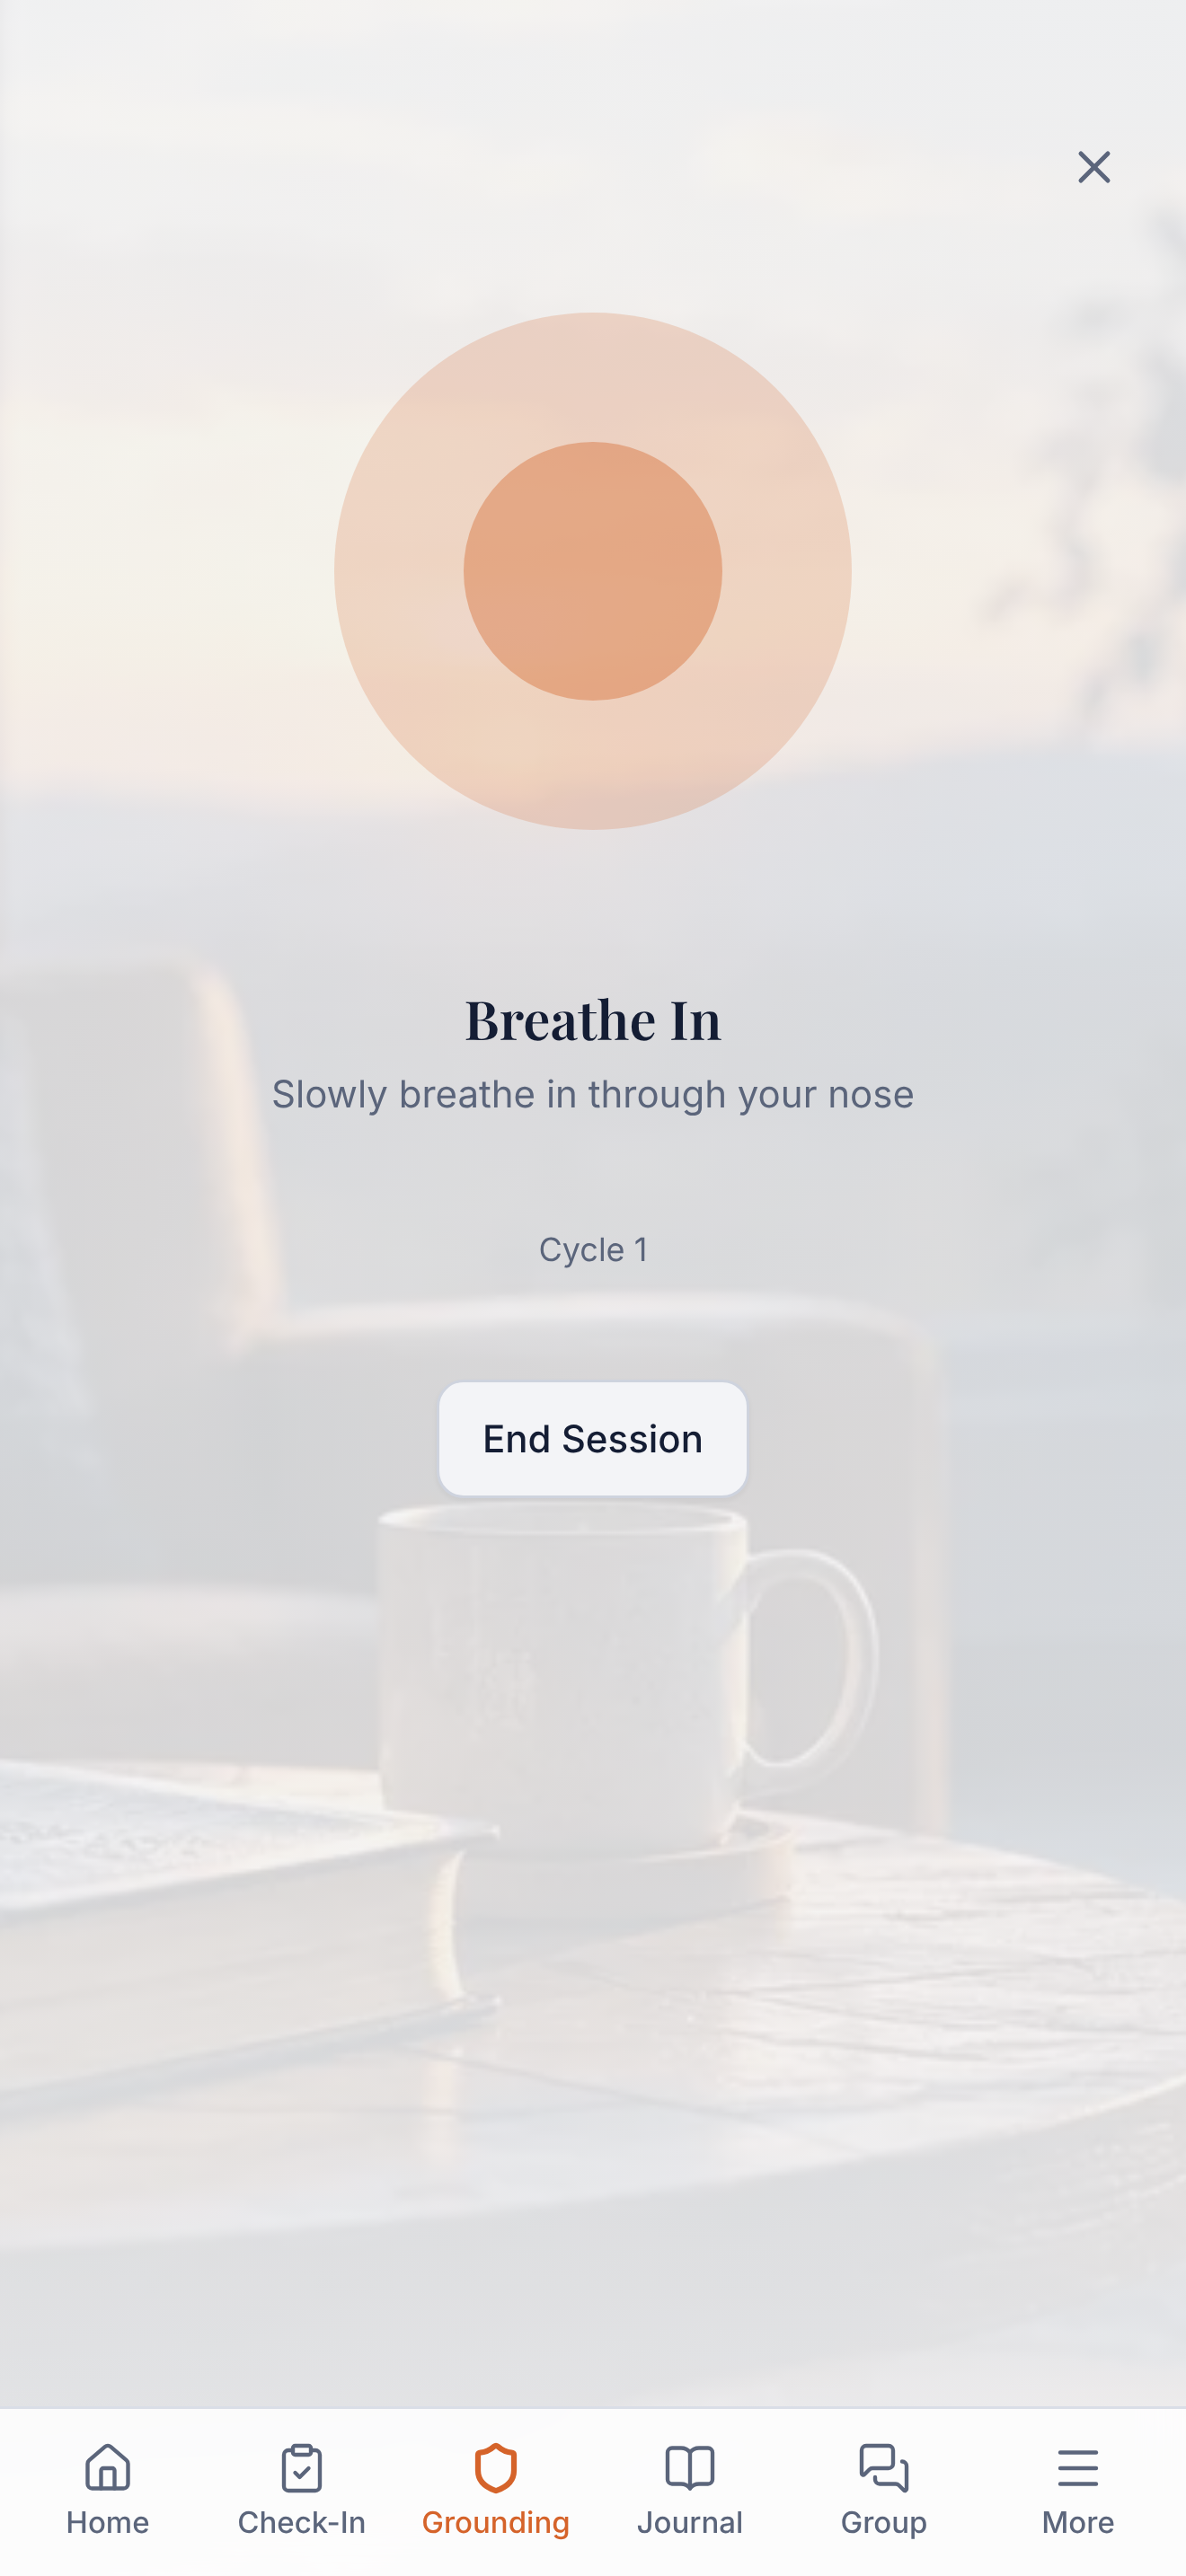 Breathe In
Slowly breathe in through your nose
Cycle 1
End Session
Home
Check-In
Grounding
Journal
Group
More